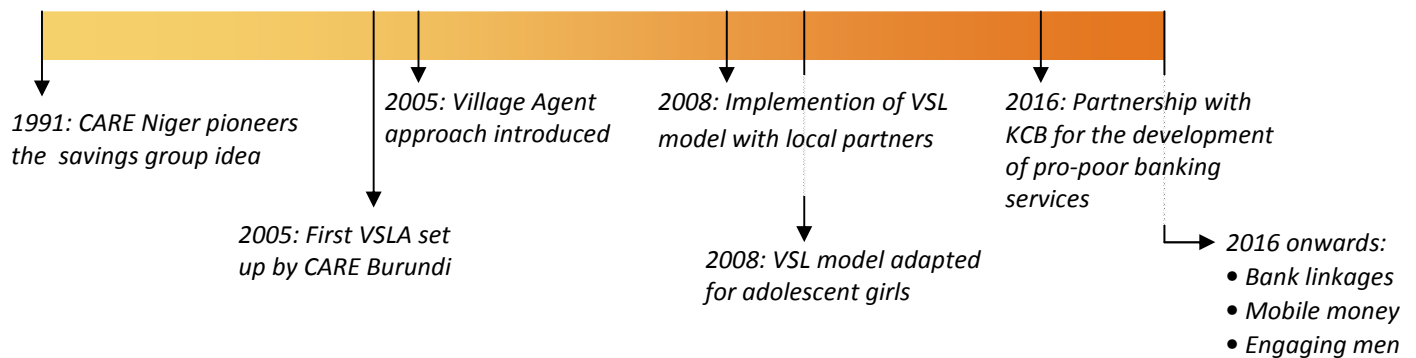 1991: CARE Niger pioneers
the savings group idea
2005: First VSLA set
up by CARE Burundi
2005: Village Agent
approach introduced
2008: Implemention of VSL
model with local partners
2008: VSL model adapted
for adolescent girls
2016: Partnership with
KCB for the development
of pro-poor banking
services
2016 onwards:
• Bank linkages
• Mobile money
• Engaging men